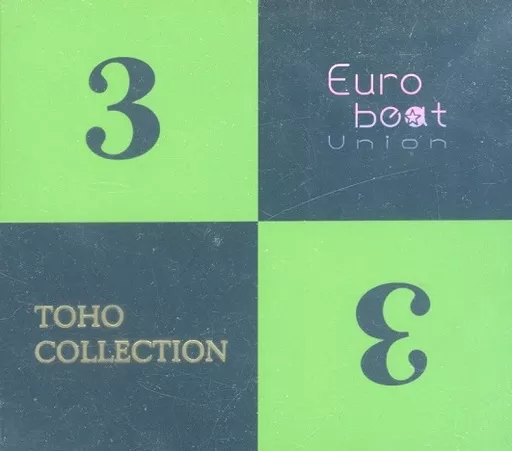 3
Euro
beat
Union
TOHO
COLLECTION
3